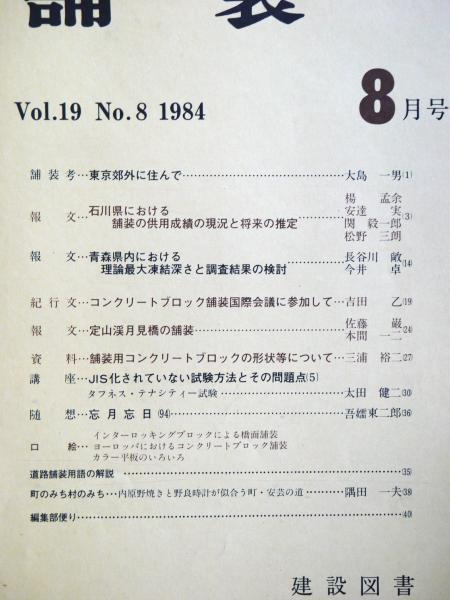 舗装
Vol.19 No.8 1984
8月号
舗装考…東京郊外に住んで………大島 一男(1)
楊 孟余
報 文…石川県における 安達 実
舗装の供用成績の現況と将来の推定………関 毅一郎(3)
松野 三朗
報 文…青森県内における 長谷川 敞
理論最大凍結深さと調査結果の検討………今井 卓(14)
紀行文…コンクリートブロック舗装国際会議に参加して…吉田 乙(19)
佐藤 巌
報 文…定山渓月見橋の舗装………本間 一二(24)
資 料…舗装用コンクリートブロックの形状等について…三浦 裕二(27)
講 座…JIS化されていない試験方法とその問題点(5)
タフネス・テナシティー試験………太田 健二(30)
随 想…忘月忘日(94)………吾嬬東二郎(36)
インターロッキングブロックによる橋面舗装
口 絵…ヨーロッパにおけるコンクリートブロック舗装
カラー平板のいろいろ
道路舗装用語の解説………(35)
町のみち村のみち…内原野焼きと野良時計が似合う町・安芸の道………隅田 一夫(38)
編集部便り………(40)
建設図書